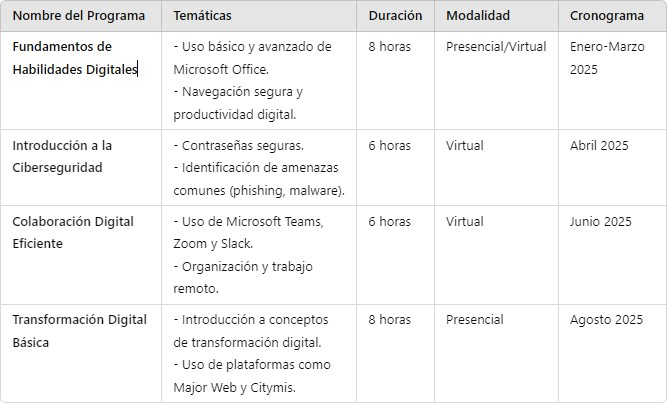 Nombre del Programa Temáticas Duración Modalidad Cronograma
Fundamentos de Habilidades Digitales - Uso básico y avanzado de Microsoft Office. - Navegación segura y productividad digital. 8 horas Presencial/Virtual Enero-Marzo 2025
Introducción a la Ciberseguridad - Contraseñas seguras. - Identificación de amenazas comunes (phishing, malware). 6 horas Virtual Abril 2025
Colaboración Digital Eficiente - Uso de Microsoft Teams, Zoom y Slack. - Organización y trabajo remoto. 6 horas Virtual Junio 2025
Transformación Digital Básica - Introducción a conceptos de transformación digital. - Uso de plataformas como Major Web y Citymis. 8 horas Presencial Agosto 2025